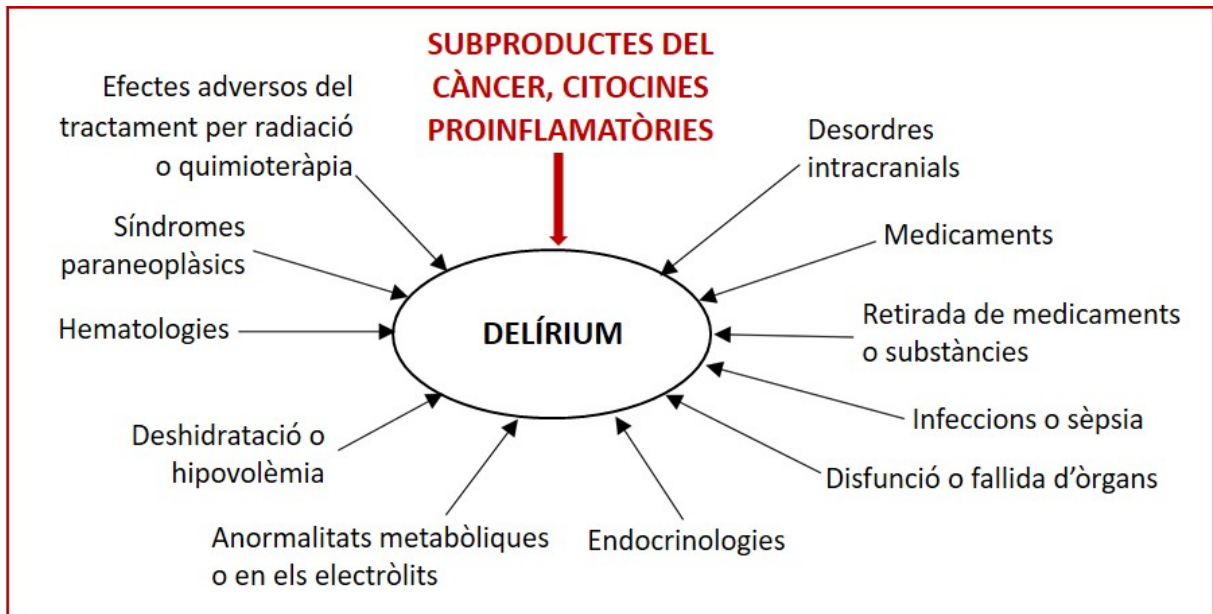 SUBPRODUCTES DEL
CÀNCER, CITOCINES
PROINFLAMATÒRIES
Efectes adversos del
tractament per radiació
o quimioteràpia
Desordres
intracranials
Síndromes
paraneoplàsics
Medicaments
Hematologies
DELÍRIUM
Retirada de medicaments
o substàncies
Infeccions o sèpsia
Deshidratació o
hipovolèmia
Disfunció o fallida d’òrgans
Anormalitats metabòliques
o en els electròlits
Endocrinologies